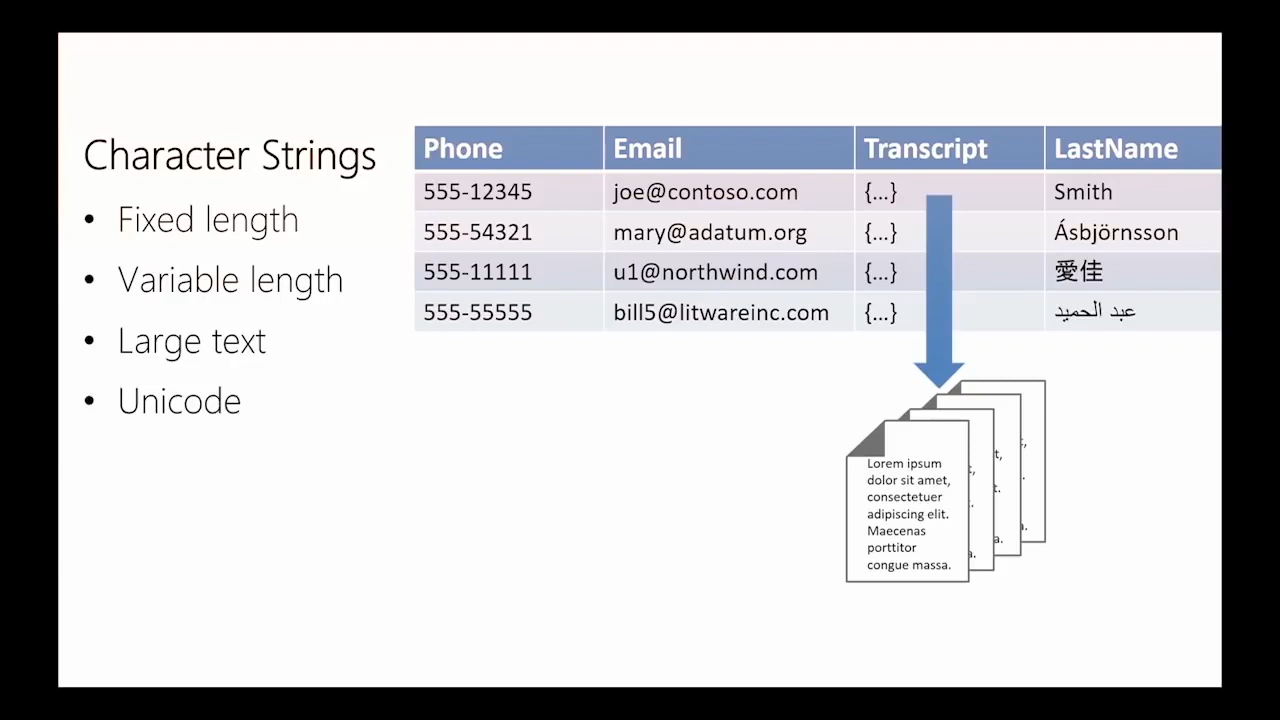 Character Strings
• Fixed length
• Variable length
• Large text
• Unicode
Phone Email Transcript LastName
555-12345 joe@contoso.com {...} Smith
555-54321 mary@adatum.org {...} Ásbjörnsson
555-11111 u1@northwind.com {...} 愛佳
555-55555 bill5@litwareinc.com {...} عبد الحميد
Lorem ipsum
dolor sit amet,
consectetuer
adipiscing elit.
Maecenas
porttitor
congue massa.